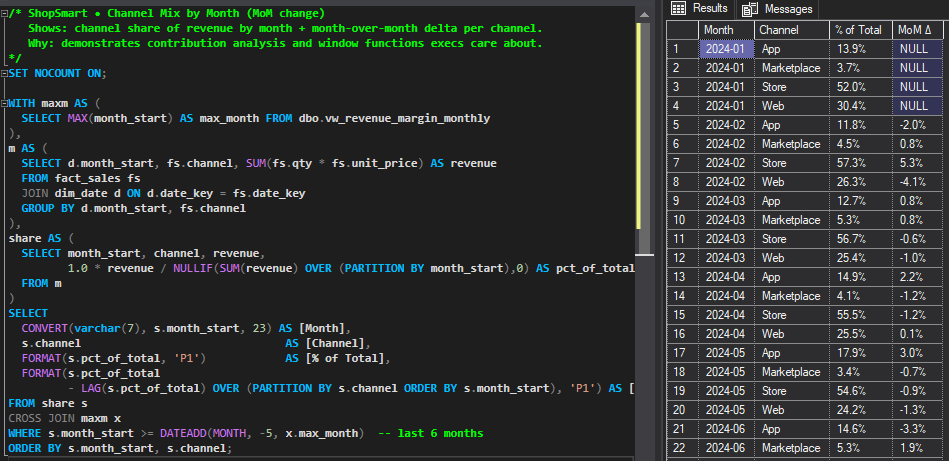 /* ShopSmart • Channel Mix by Month (MoM change)
Shows: channel share of revenue by month + month-over-month delta per channel.
Why: demonstrates contribution analysis and window functions execs care about.
*/
SET NOCOUNT ON;
WITH maxm AS (
SELECT MAX(month_start) AS max_month FROM dbo.vw_revenue_margin_monthly
),
m AS (
SELECT d.month_start, fs.channel, SUM(fs.qty * fs.unit_price) AS revenue
FROM fact_sales fs
JOIN dim_date d ON d.date_key = fs.date_key
GROUP BY d.month_start, fs.channel
),
share AS (
SELECT month_start, channel, revenue,
1.0 * revenue / NULLIF(SUM(revenue) OVER (PARTITION BY month_start),0) AS pct_of_total
FROM m
)
SELECT
CONVERT(varchar(7), s.month_start, 23) AS [Month],
s.channel AS [Channel],
FORMAT(s.pct_of_total, 'P1') AS [% of Total],
FORMAT(s.pct_of_total
- LAG(s.pct_of_total) OVER (PARTITION BY s.channel ORDER BY s.month_start), 'P1') AS [
FROM share s
CROSS JOIN maxm x
WHERE s.month_start >= DATEADD(MONTH, -5, x.max_month) -- last 6 months
ORDER BY s.month_start, s.channel;
Results Messages
Month Channel % of Total MoM Δ
1 2024-01 App 13.9% NULL
2 2024-01 Marketplace 3.7% NULL
3 2024-01 Store 52.0% NULL
4 2024-01 Web 30.4% NULL
5 2024-02 App 11.8% -2.0%
6 2024-02 Marketplace 4.5% 0.8%
7 2024-02 Store 57.3% 5.3%
8 2024-02 Web 26.3% -4.1%
9 2024-03 App 12.7% 0.8%
10 2024-03 Marketplace 5.3% 0.8%
11 2024-03 Store 56.7% -0.6%
12 2024-03 Web 25.4% -1.0%
13 2024-04 App 14.9% 2.2%
14 2024-04 Marketplace 4.1% -1.2%
15 2024-04 Store 55.5% -1.2%
16 2024-04 Web 25.5% 0.1%
17 2024-05 App 17.9% 3.0%
18 2024-05 Marketplace 3.4% -0.7%
19 2024-05 Store 54.6% -0.9%
20 2024-05 Web 24.2% -1.3%
21 2024-06 App 14.6% -3.3%
22 2024-06 Marketplace 5.3% 1.9%